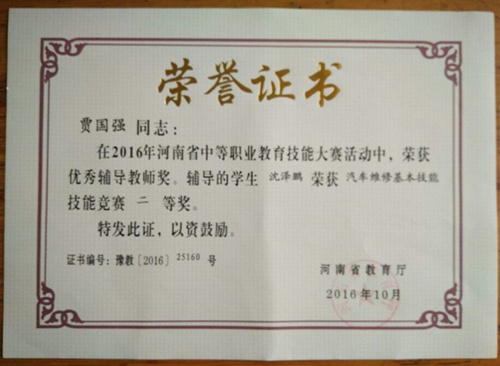 荣誉证书
贾国强 同志：
在2016年河南省中等职业教育技能大赛活动中，荣获
优秀辅导教师奖。辅导的学生 沈泽鹏 荣获 汽车维修基本技能
技能竞赛 二 等奖。
特发此证，以资鼓励。
证书编号：豫教〔2016〕25160 号
河南省教育厅
2016年10月